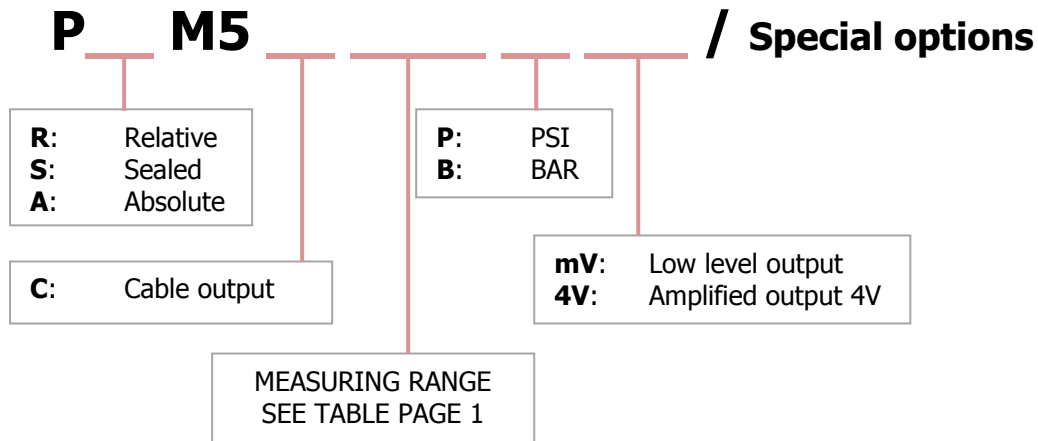 P M5 / Special options
R: Relative
S: Sealed
A: Absolute
P: PSI
B: BAR
C: Cable output
mV: Low level output
4V: Amplified output 4V
MEASURING RANGE
SEE TABLE PAGE 1